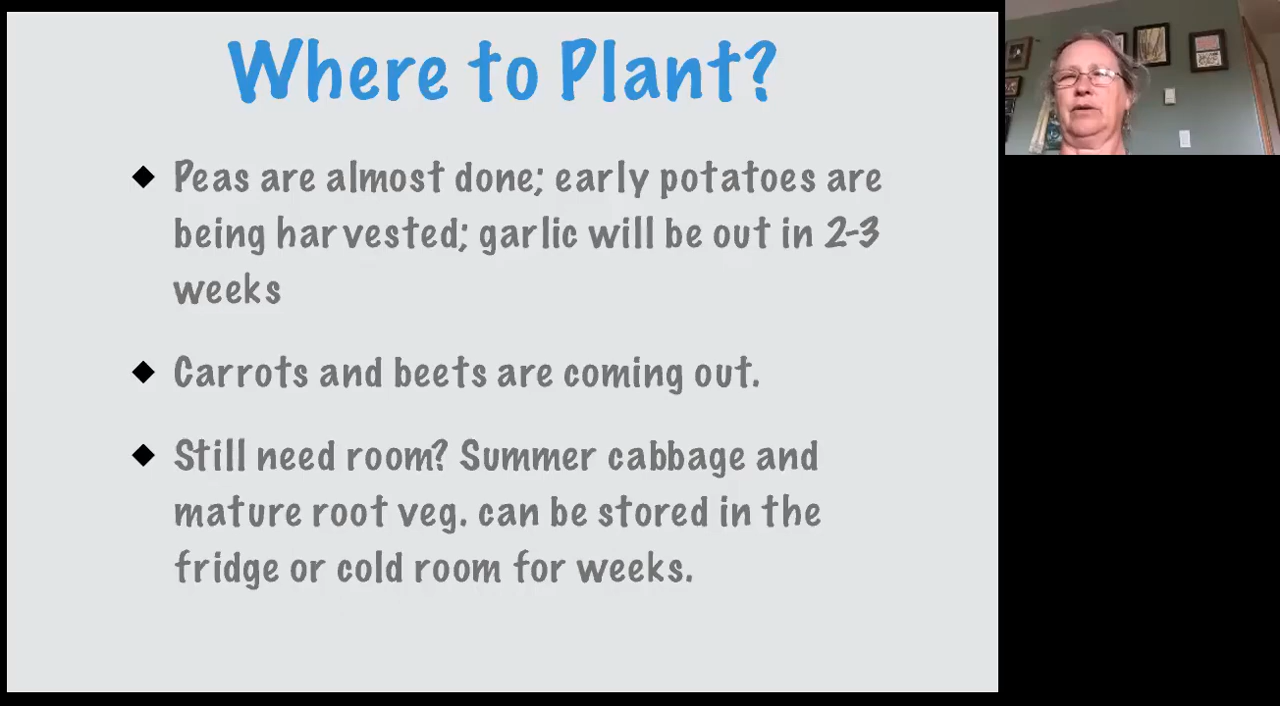 Where to Plant?
Peas are almost done; early potatoes are
being harvested; garlic will be out in 2-3
weeks
Carrots and beets are coming out.
Still need room? Summer cabbage and
mature root veg. can be stored in the
fridge or cold room for weeks.